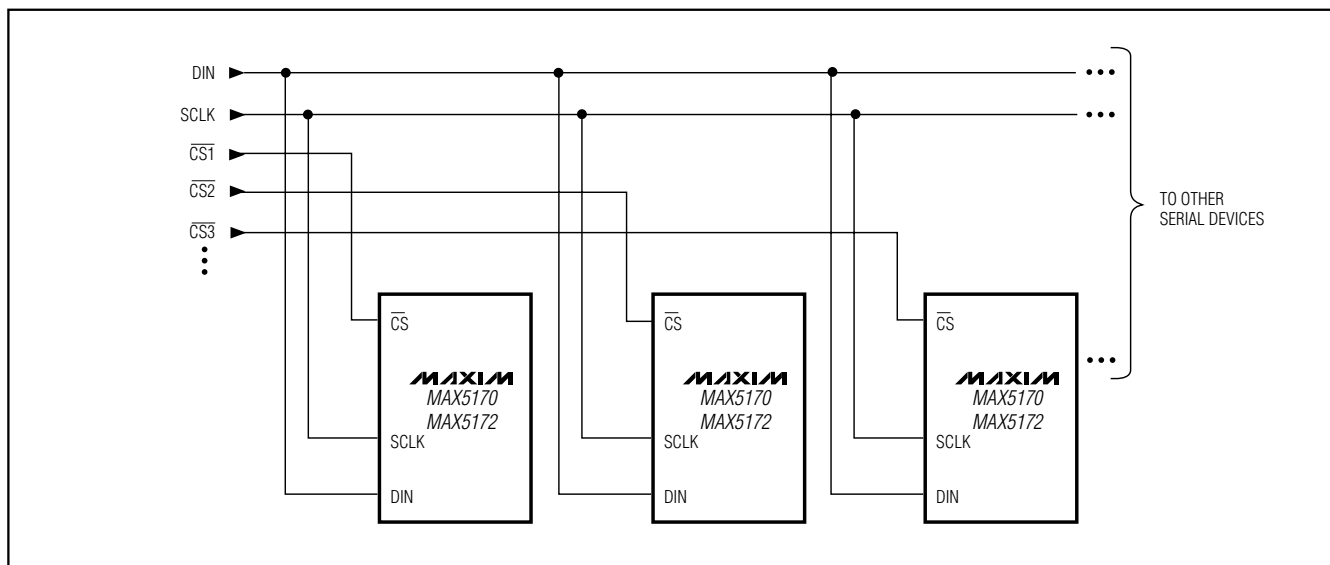 DIN
SCLK
CS1
CS2
CS3
TO OTHER
SERIAL DEVICES
CS
MAXIM
MAX5170
MAX5172
SCLK
DIN
CS
MAXIM
MAX5170
MAX5172
SCLK
DIN
CS
MAXIM
MAX5170
MAX5172
SCLK
DIN